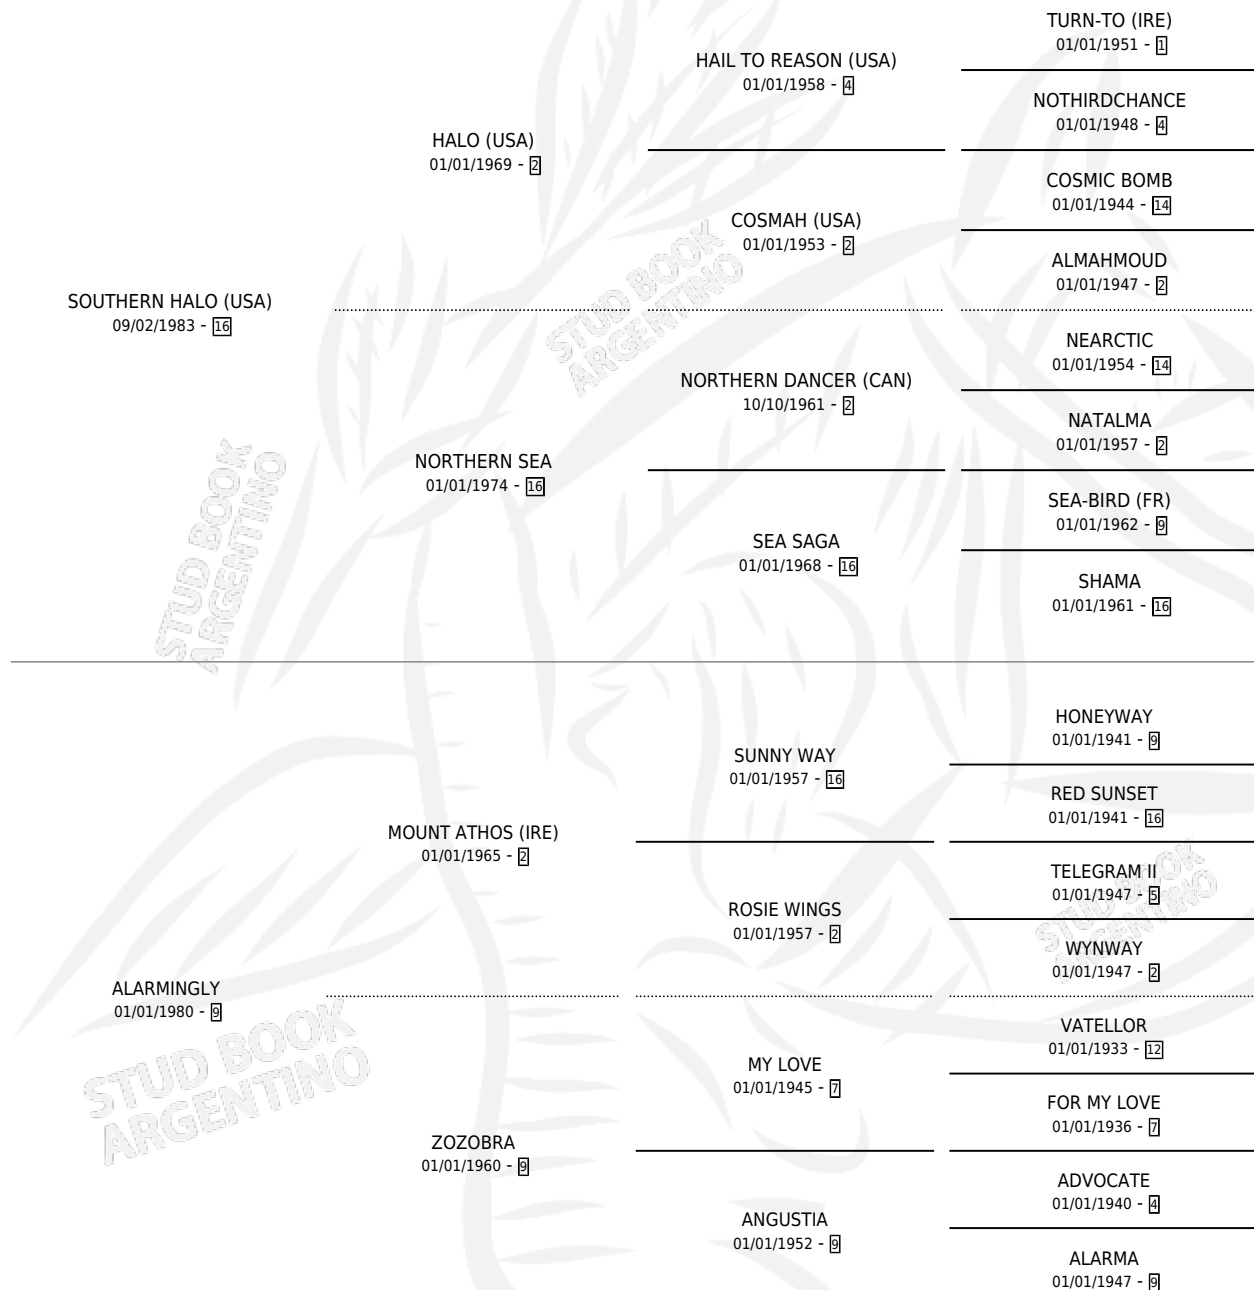 TURN-TO (IRE)
01/01/1951 - 1
HAIL TO REASON (USA)
01/01/1958 - 4
NOTHIRDCHANCE
01/01/1948 - 4
HALO (USA)
01/01/1969 - 2
COSMIC BOMB
01/01/1944 - 14
COSMAH (USA)
01/01/1953 - 2
ALMAHMOUD
01/01/1947 - 2
SOUTHERN HALO (USA)
09/02/1983 - 16
NEARCTIC
01/01/1954 - 14
NORTHERN DANCER (CAN)
10/10/1961 - 2
NATALMA
01/01/1957 - 2
NORTHERN SEA
01/01/1974 - 16
SEA-BIRD (FR)
01/01/1962 - 9
SEA SAGA
01/01/1968 - 16
SHAMA
01/01/1961 - 16
HONEYWAY
01/01/1941 - 9
SUNNY WAY
01/01/1957 - 16
RED SUNSET
01/01/1941 - 16
MOUNT ATHOS (IRE)
01/01/1965 - 2
TELEGRAM II
01/01/1947 - 5
ROSIE WINGS
01/01/1957 - 2
WYNWAY
01/01/1947 - 2
ALARMINGLY
01/01/1980 - 9
VATELLOR
01/01/1933 - 12
MY LOVE
01/01/1945 - 7
FOR MY LOVE
01/01/1936 - 7
ZOZOBRA
01/01/1960 - 9
ADVOCATE
01/01/1940 - 4
ANGUSTIA
01/01/1952 - 9
ALARMA
01/01/1947 - 9
STUD BOOK
ARGENTINO
STUD BOOK
ARGENTINO
STUD BOOK
ARGENTINO
STUD BOOK
ARGENTINO